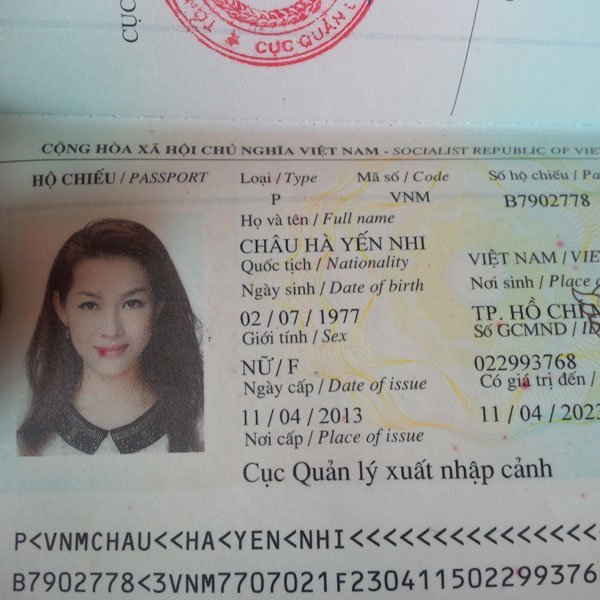 CỤC QUẢN L
CỤC
CỘNG HÒA XÃ HỘI CHỦ NGHĨA VIỆT NAM - SOCIALIST REPUBLIC OF VIE
HỘ CHIẾU / PASSPORT
Loại / Type
Mã số / Code
Số hộ chiếu / Pa
P
VNM
B7902778
Họ và tên / Full name
CHÂU HÀ YẾN NHI
Quốc tịch / Nationality
VIỆT NAM / VIE
Ngày sinh / Date of birth
Nơi sinh / Place
02 / 07 / 1977
TP. HỒ CHÍ
Giới tính / Sex
Số GCMND / ID
NỮ / F
022993768
Ngày cấp / Date of issue
Có giá trị đến /
11 / 04 / 2013
11 / 04 / 2023
Nơi cấp / Place of issue
Cục Quản lý xuất nhập cảnh
P<VNMCHAU<<HA<YEN<NHI<<<<<<<<<<<<<<<<
B7902778<3VNM7707021F230411502299376